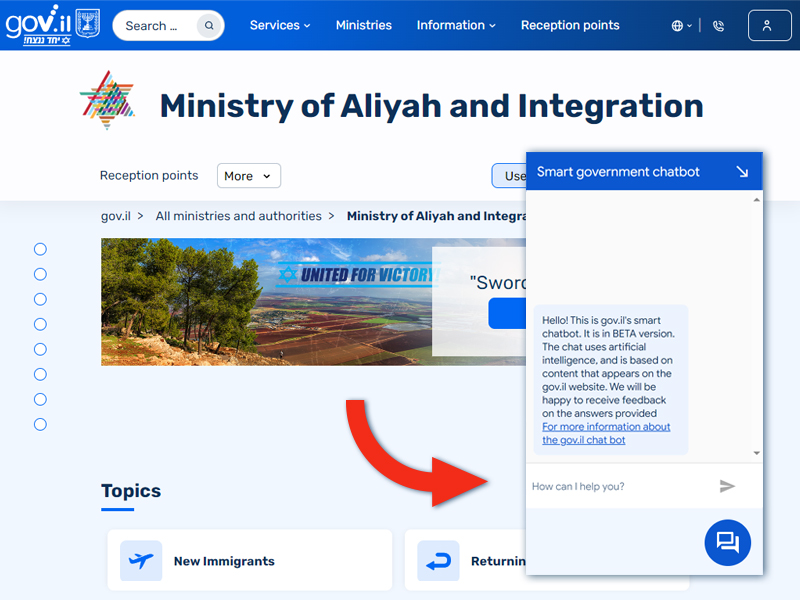 gov.il
יחד ננצח!
Search ...
Services
Ministries
Information
Reception points
Ministry of Aliyah and Integration
Reception points
More
Use
gov.il > All ministries and authorities > Ministry of Aliyah and Integra
UNITED FOR VICTORY!
"Sword
Topics
New Immigrants
Returnin
Smart government chatbot
Hello! This is gov.il's smart
chatbot. It is in BETA version.
The chat uses artificial
intelligence, and is based on
content that appears on the
gov.il website. We will be
happy to receive feedback
on the answers provided
For more information about
the gov.il chat bot
How can I help you?